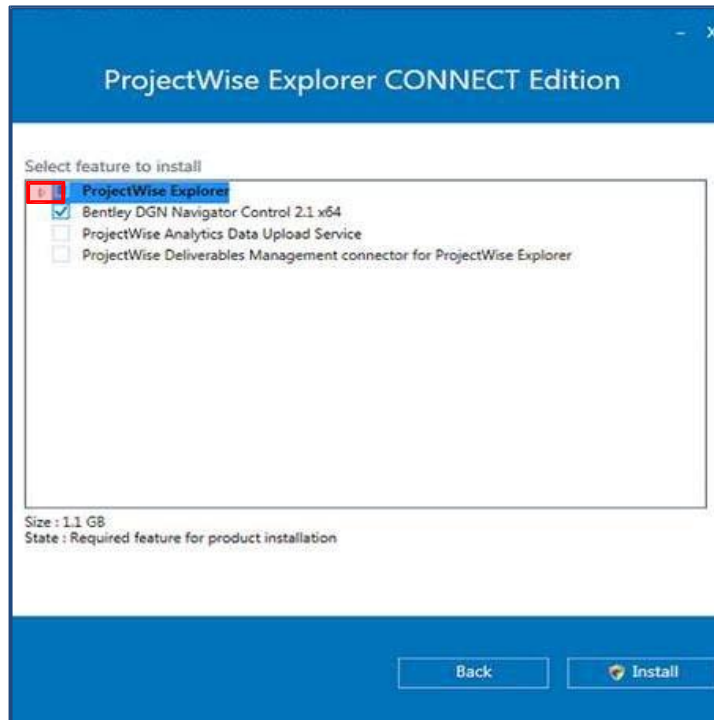 ProjectWise Explorer CONNECT Edition
Select feature to install
ProjectWise Explorer
Bentley DGN Navigator Control 2.1 x64
ProjectWise Analytics Data Upload Service
ProjectWise Deliverables Management connector for ProjectWise Explorer
Size : 1.1 GB
State : Required feature for product installation
Back
Install